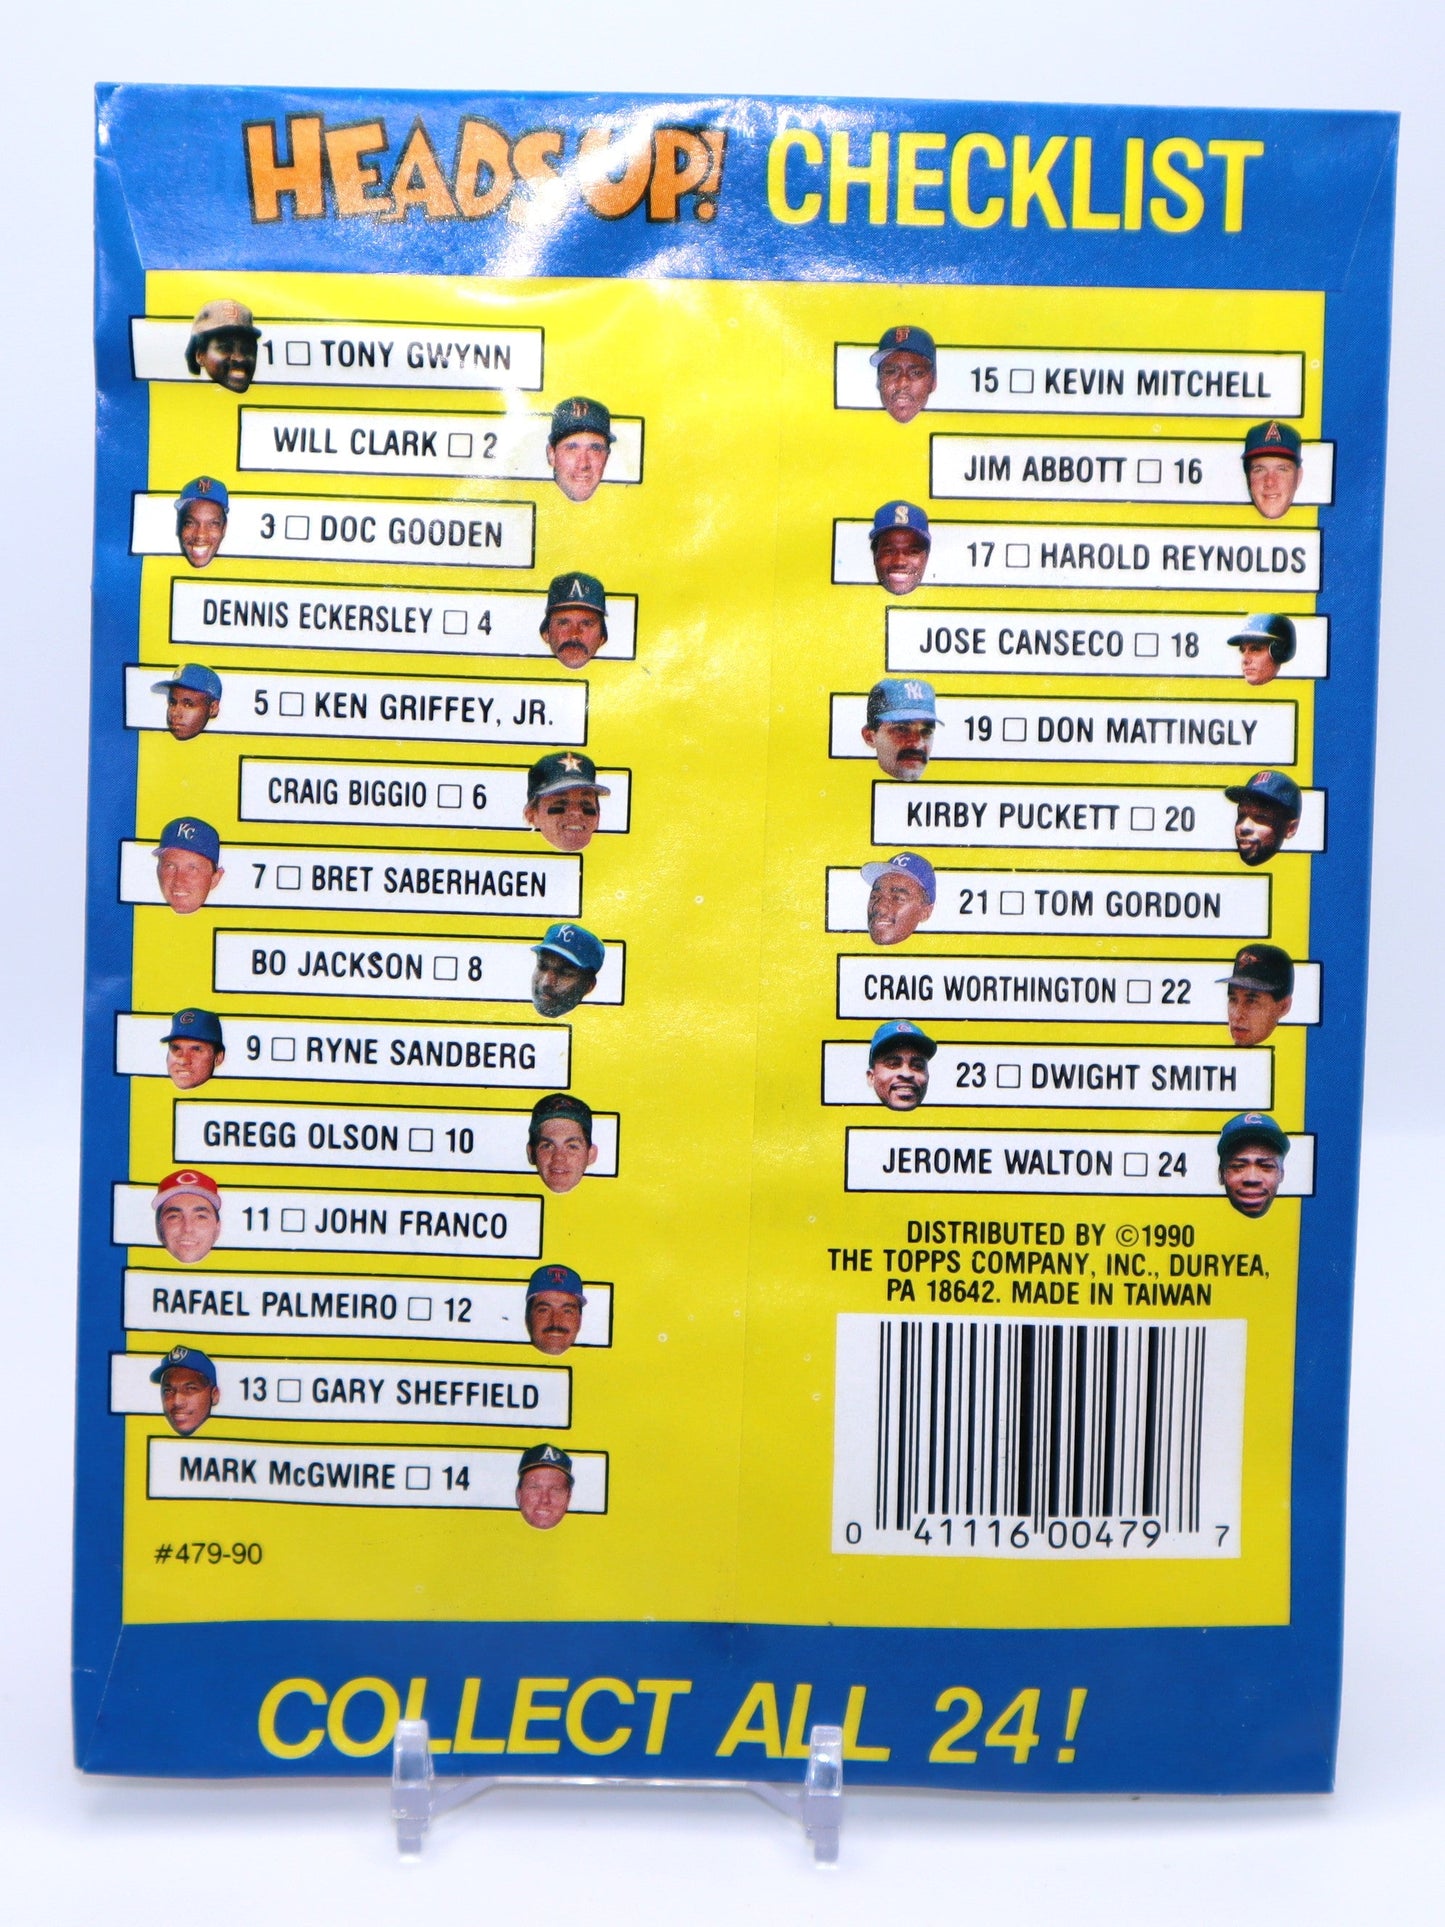 HEADS UP!™ CHECKLIST
1 □ TONY GWYNN
WILL CLARK □ 2
3 □ DOC GOODEN
DENNIS ECKERSLEY □ 4
5 □ KEN GRIFFEY, JR.
CRAIG BIGGIO □ 6
7 □ BRET SABERHAGEN
BO JACKSON □ 8
9 □ RYNE SANDBERG
GREGG OLSON □ 10
11 □ JOHN FRANCO
RAFAEL PALMEIRO □ 12
13 □ GARY SHEFFIELD
MARK McGWIRE □ 14
#479-90
15 □ KEVIN MITCHELL
JIM ABBOTT □ 16
17 □ HAROLD REYNOLDS
JOSE CANSECO □ 18
19 □ DON MATTINGLY
KIRBY PUCKETT □ 20
21 □ TOM GORDON
CRAIG WORTHINGTON □ 22
23 □ DWIGHT SMITH
JEROME WALTON □ 24
DISTRIBUTED BY ©1990
THE TOPPS COMPANY, INC., DURYEA,
PA 18642. MADE IN TAIWAN
0 41116 00479 7
COLLECT ALL 24!